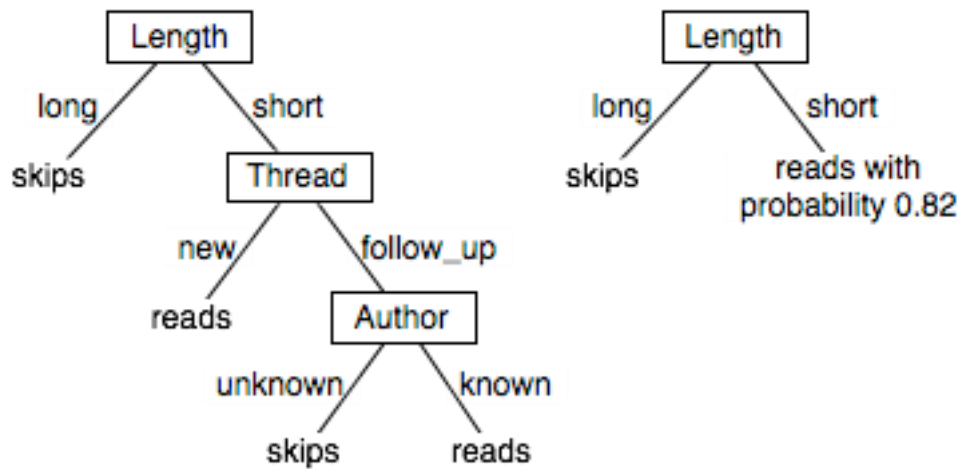 Length
long
short
skips
Thread
new
follow_up
reads
Author
unknown
known
skips
reads
Length
long
short
skips
reads with
probability 0.82